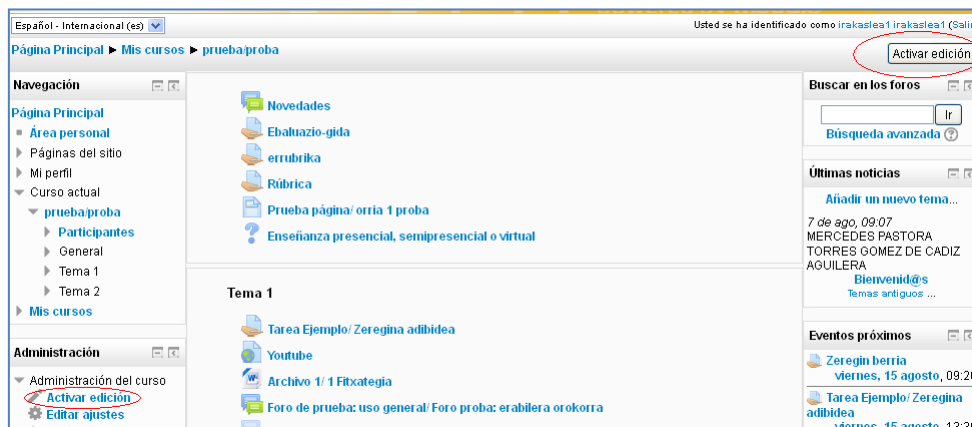 Español - Internacional (es)
Usted se ha identificado como irakaslea1 irakaslea1 (Salir
Página Principal ► Mis cursos ► prueba/proba
Activar edición
Navegación
Página Principal
Área personal
Páginas del sitio
Mi perfil
Curso actual
prueba/proba
Participantes
General
Tema 1
Tema 2
Mis cursos
Administración
Administración del curso
Activar edición
Editar ajustes
Novedades
Ebaluazio-gida
errubrika
Rúbrica
Prueba página/ orria 1 proba
Enseñanza presencial, semipresencial o virtual
Tema 1
Tarea Ejemplo/ Zeregina adibidea
Youtube
Archivo 1/ 1 Fitxategia
Foro de prueba: uso general/ Foro proba: erabilera orokorra
Buscar en los foros
Ir
Búsqueda avanzada
Últimas noticias
Añadir un nuevo tema...
7 de ago, 09:07
MERCEDES PASTORA
TORRES GOMEZ DE CADIZ
AGUILERA
Bienvenid@s
Temas antiguos ...
Eventos próximos
Zeregin berria
viernes, 15 agosto, 09:20
Tarea Ejemplo/ Zeregina
adibidea
viernes, 15 agosto,